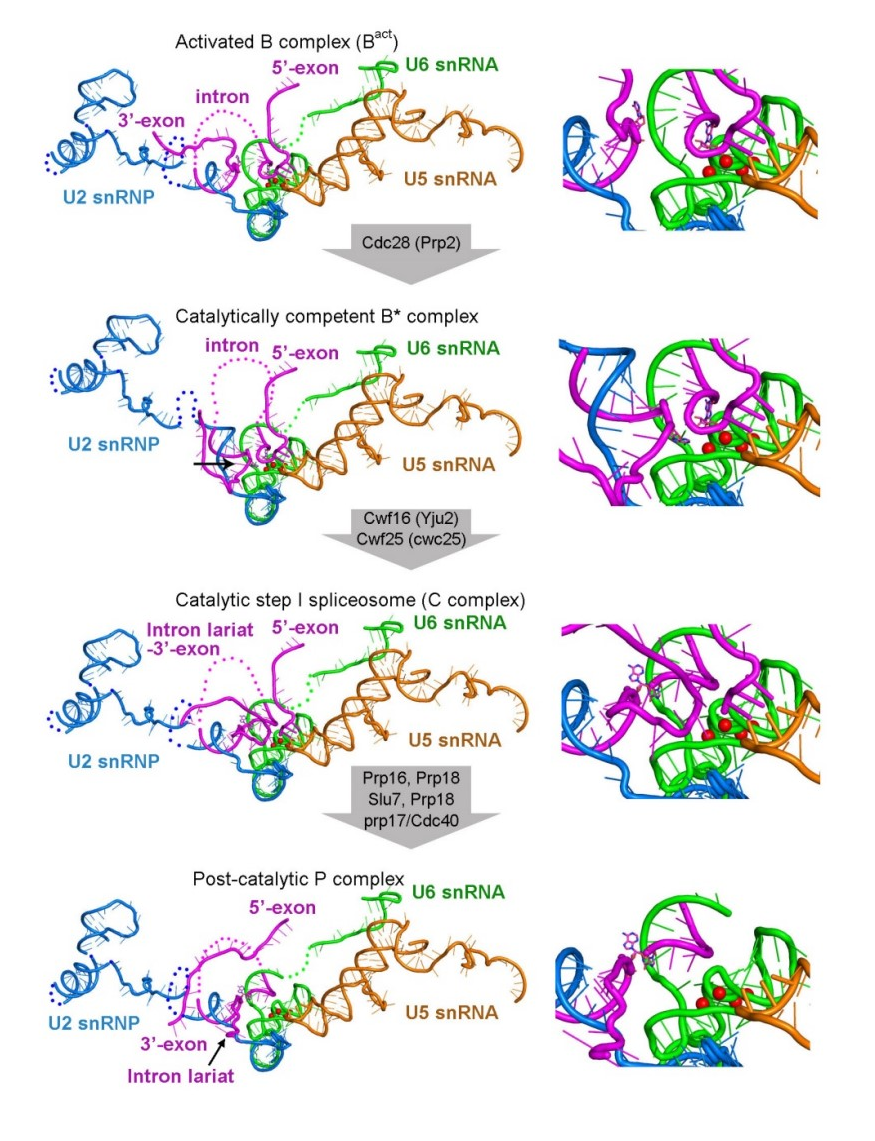 Activated B complex (Bact)
5'-exon
U6 snRNA
intron
3'-exon
U2 snRNP
U5 snRNA
Cdc28 (Prp2)
Catalytically competent B* complex
intron
5'-exon
U6 snRNA
U2 snRNP
U5 snRNA
Cwf16 (Yju2)
Cwf25 (cwc25)
Catalytic step I spliceosome (C complex)
Intron lariat
-3'-exon
5'-exon
U6 snRNA
U2 snRNP
U5 snRNA
Prp16, Prp18
Slu7, Prp18
prp17/Cdc40
Post-catalytic P complex
U6 snRNA
5'-exon
U2 snRNP
U5 snRNA
3'-exon
Intron lariat